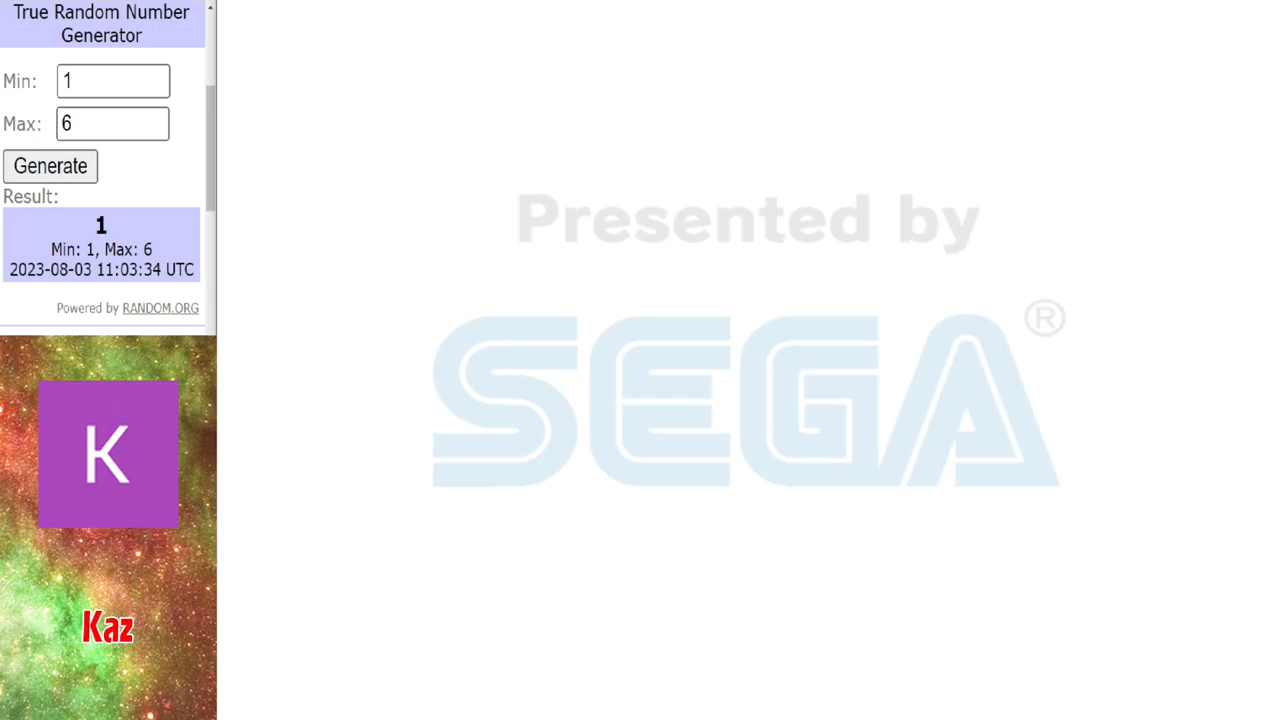 True Random Number
Generator
Min: 1
Max: 6
Generate
Result:
1
Min: 1, Max: 6
2023-08-03 11:03:34 UTC
Powered by RANDOM.ORG
K
Kaz
Presented by
SEGA®